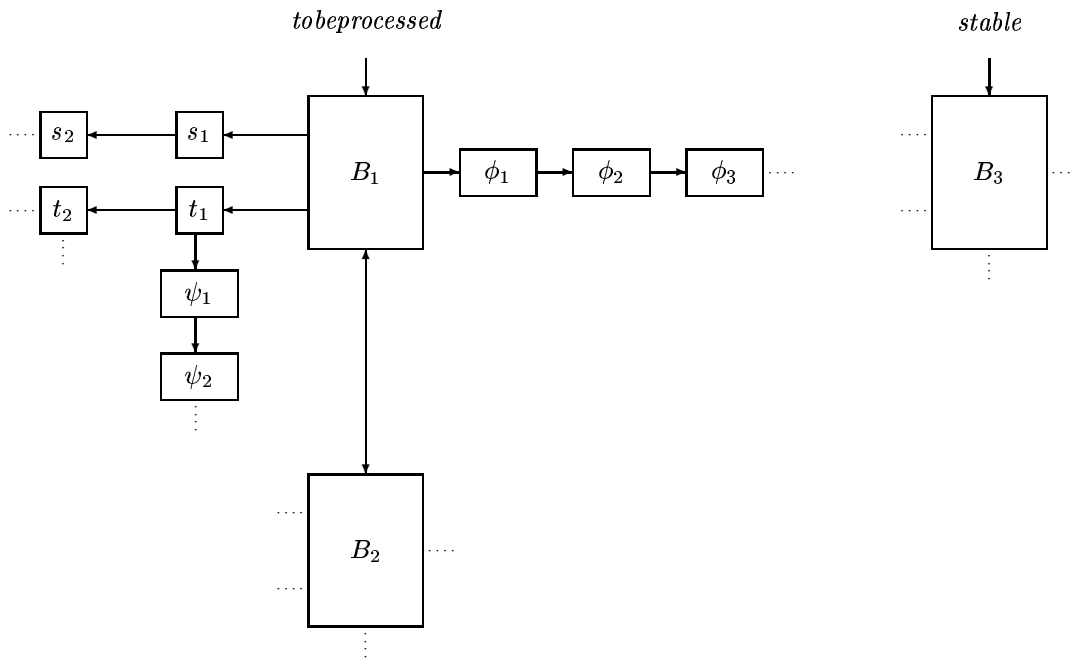 tobeprocessed
stable
s₂
s₁
B₁
ϕ₁
ϕ₂
ϕ₃
B₃
t₂
t₁
ψ₁
ψ₂
B₂